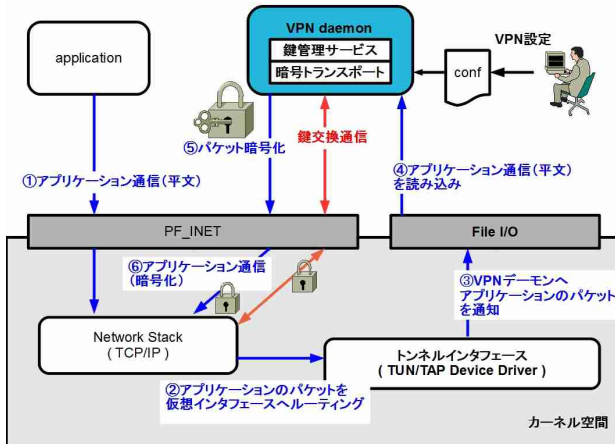 VPN daemon
鍵管理サービス
暗号トランスポート
application
conf
VPN設定
⑤パケット暗号化
鍵交換通信
①アプリケーション通信(平文)
④アプリケーション通信(平文)
を読み込み
PF_INET
File I/O
⑥アプリケーション通信
(暗号化)
③VPNデーモンへ
アプリケーションのパケット
を通知
Network Stack
( TCP/IP )
トンネルインタフェース
( TUN/TAP Device Driver )
②アプリケーションのパケットを
仮想インタフェースへルーティング
カーネル空間